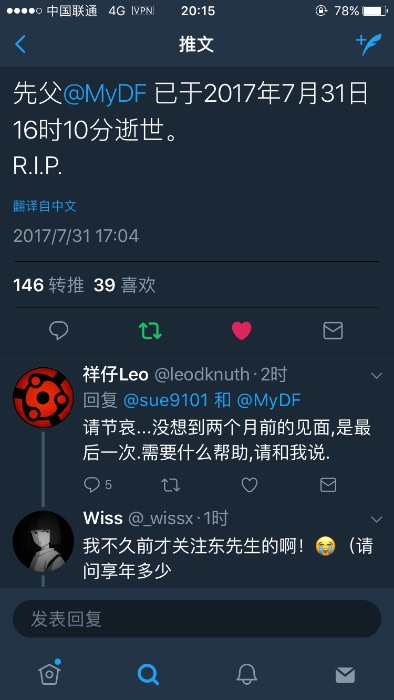 中国联通 4G VPN 20:15 78%
推文
先父@MyDF 已于2017年7月31日
16时10分逝世。
R.I.P.
翻译自中文
2017/7/31 17:04
146 转推 39 喜欢
祥仔Leo @leodknuth · 2时
回复 @sue9101 和 @MyDF
请节哀...没想到两个月前的见面,是最
后一次.需要什么帮助,请和我说.
5
Wiss @_wissx · 1时
我不久前才关注东先生的啊！😭（请
问享年多少
发表回复